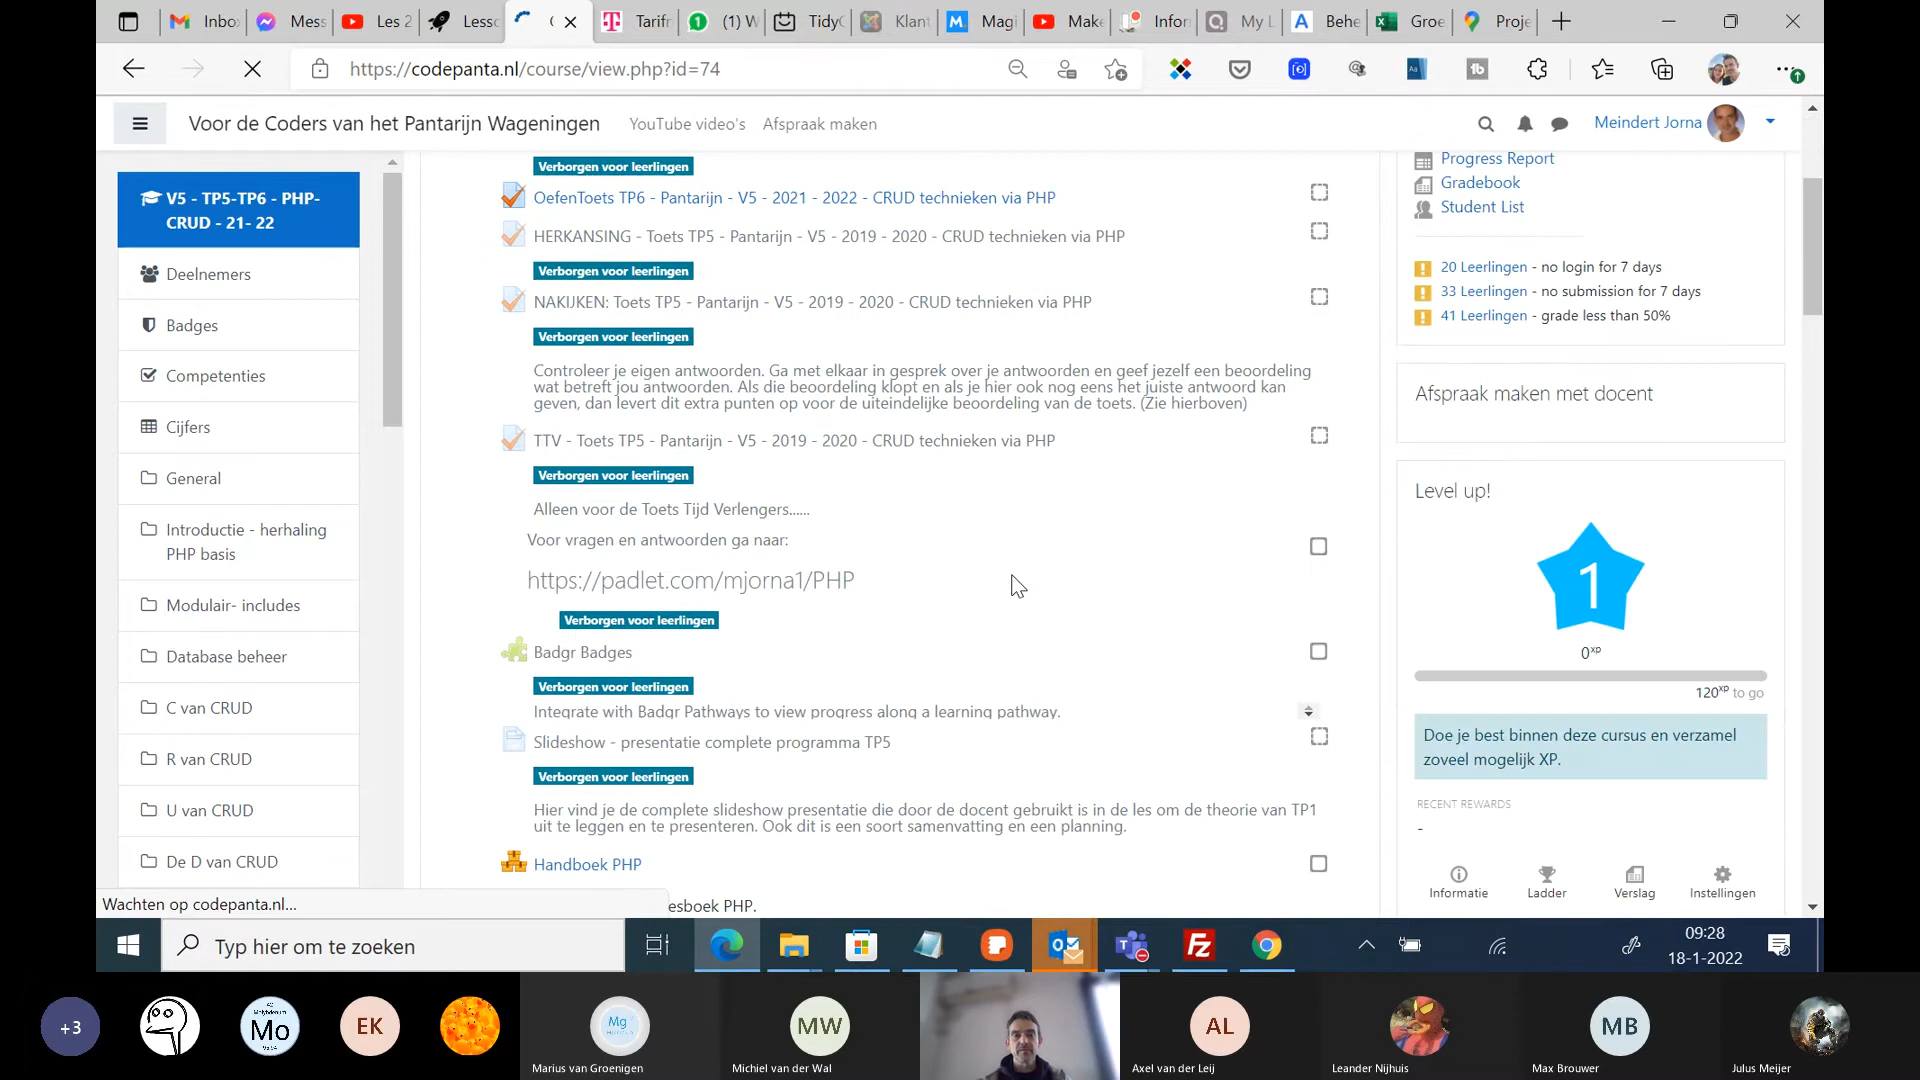 Inbo
Mess
Les 2
Lesso
Tarifr
(1) W
Tidy
Klant
Magi
Make
Infor
My L
Behe
Groe
Proje
https://codepanta.nl/course/view.php?id=74
Voor de Coders van het Pantarijn Wageningen
YouTube video's
Afspraak maken
Meindert Jorna
V5 - TP5-TP6 - PHP-
CRUD - 21- 22
Deelnemers
Badges
Competenties
Cijfers
General
Introductie - herhaling
PHP basis
Modulair- includes
Database beheer
C van CRUD
R van CRUD
U van CRUD
De D van CRUD
Verborgen voor leerlingen
OefenToets TP6 - Pantarijn - V5 - 2021 - 2022 - CRUD technieken via PHP
HERKANSING - Toets TP5 - Pantarijn - V5 - 2019 - 2020 - CRUD technieken via PHP
Verborgen voor leerlingen
NAKIJKEN: Toets TP5 - Pantarijn - V5 - 2019 - 2020 - CRUD technieken via PHP
Verborgen voor leerlingen
Controleer je eigen antwoorden. Ga met elkaar in gesprek over je antwoorden en geef jezelf een beoordeling
wat betreft jou antwoorden. Als die beoordeling klopt en als je hier ook nog eens het juiste antwoord kan
geven, dan levert dit extra punten op voor de uiteindelijke beoordeling van de toets. (Zie hierboven)
TTV - Toets TP5 - Pantarijn - V5 - 2019 - 2020 - CRUD technieken via PHP
Verborgen voor leerlingen
Alleen voor de Toets Tijd Verlengers......
Voor vragen en antwoorden ga naar:
https://padlet.com/mjorna1/PHP
Verborgen voor leerlingen
Badgr Badges
Verborgen voor leerlingen
Integrate with Badgr Pathways to view progress along a learning pathway.
Slideshow - presentatie complete programma TP5
Verborgen voor leerlingen
Hier vind je de complete slideshow presentatie die door de docent gebruikt is in de les om de theorie van TP1
uit te leggen en te presenteren. Ook dit is een soort samenvatting en een planning.
Handboek PHP
esboek PHP.
Progress Report
Gradebook
Student List
20 Leerlingen - no login for 7 days
33 Leerlingen - no submission for 7 days
41 Leerlingen - grade less than 50%
Afspraak maken met docent
Level up!
1
0xp
120xp to go
Doe je best binnen deze cursus en verzamel
zoveel mogelijk XP.
RECENT REWARDS
-
Informatie
Ladder
Verslag
Instellingen
Wachten op codepanta.nl...
Typ hier om te zoeken
09:28
18-1-2022
+3
Mo
EK
Mg
Marius van Groenigen
MW
Michiel van der Wal
AL
Axel van der Leij
Leander Nijhuis
MB
Max Brouwer
Julus Meijer